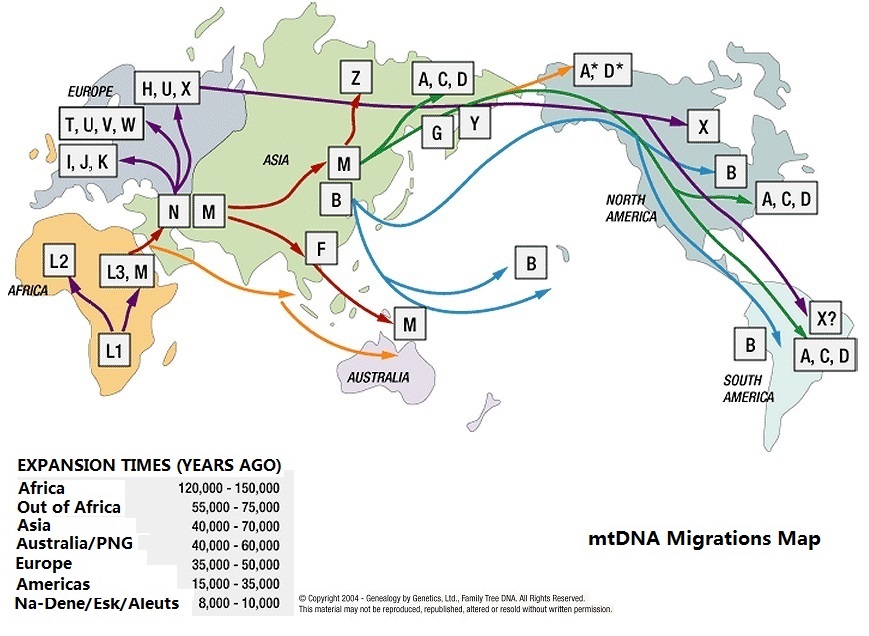 A,* D*
Z
A, C, D
H, U, X
EUROPE
T, U, V, W
G
Y
X
I, J, K
ASIA
M
B
B
A, C, D
N
M
NORTH
AMERICA
L2
L3, M
F
B
AFRICA
M
X?
L1
B
A, C, D
AUSTRALIA
SOUTH
AMERICA
EXPANSION TIMES (YEARS AGO)
Africa 120,000 - 150,000
Out of Africa 55,000 - 75,000
Asia 40,000 - 70,000
Australia/PNG 40,000 - 60,000
Europe 35,000 - 50,000
Americas 15,000 - 35,000
Na-Dene/Esk/Aleuts 8,000 - 10,000
mtDNA Migrations Map
© Copyright 2004 - Genealogy by Genetics, Ltd., Family Tree DNA. All Rights Reserved.
This material may not be reproduced, republished, altered or resold without written permission.